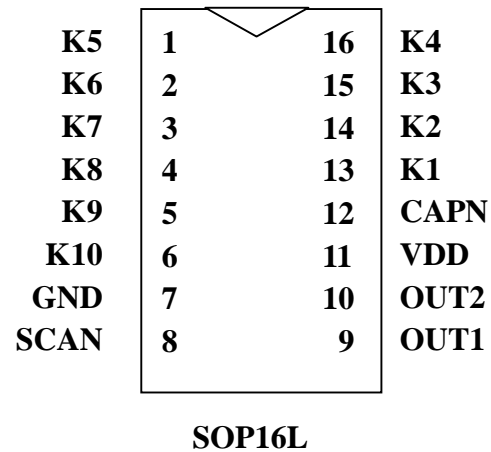 K5 1 16 K4
K6 2 15 K3
K7 3 14 K2
K8 4 13 K1
K9 5 12 CAPN
K10 6 11 VDD
GND 7 10 OUT2
SCAN 8 9 OUT1
SOP16L